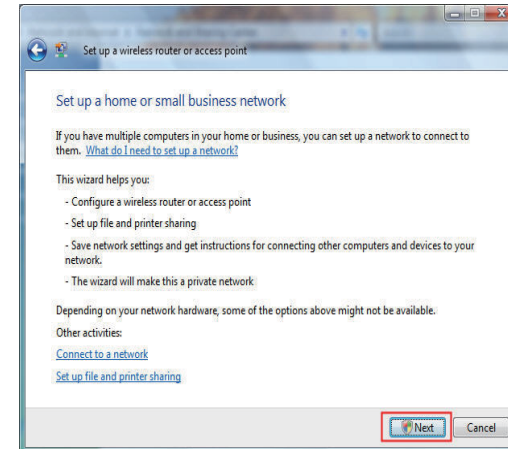 Set up a wireless router or access point
Set up a home or small business network
If you have multiple computers in your home or business, you can set up a network to connect to
them. What do I need to set up a network?
This wizard helps you:
- Configure a wireless router or access point
- Set up file and printer sharing
- Save network settings and get instructions for connecting other computers and devices to your
network.
- The wizard will make this a private network
Depending on your network hardware, some of the options above might not be available.
Other activities:
Connect to a network
Set up file and printer sharing
Next Cancel